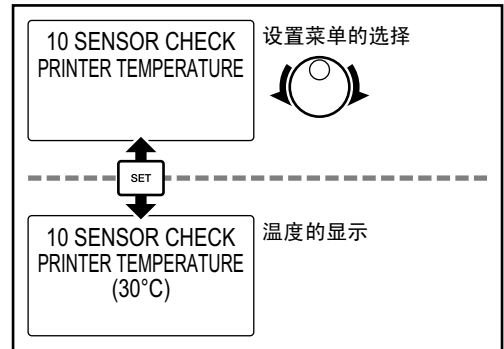 10 SENSOR CHECK
PRINTER TEMPERATURE
设置菜单的选择
SET
10 SENSOR CHECK
PRINTER TEMPERATURE
(30°C)
温度的显示